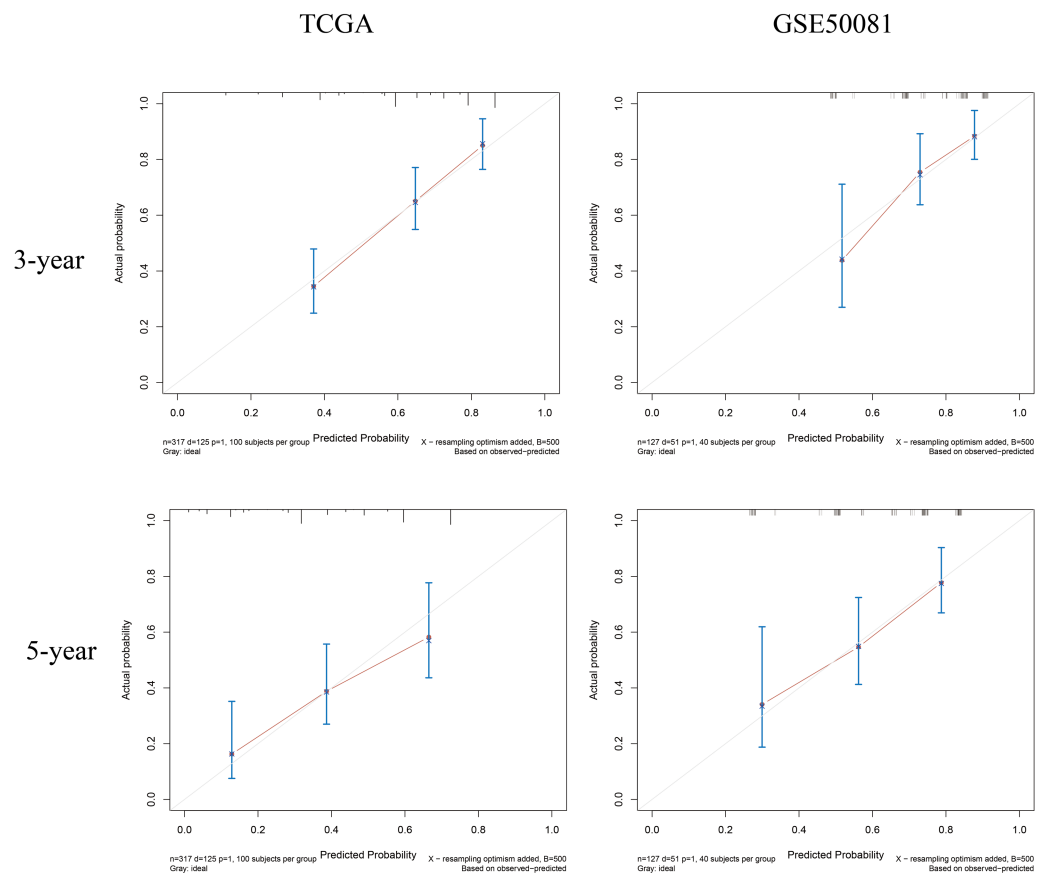 TCGA
GSE50081
3-year
Actual probability
1.0
0.8
0.6
0.4
0.2
0.0
0.0 0.2 0.4 0.6 0.8 1.0
Predicted Probability
n=317 d=125 p=1, 100 subjects per group
Gray: ideal
X − resampling optimism added, B=500
Based on observed−predicted
Actual probability
1.0
0.8
0.6
0.4
0.2
0.0
0.0 0.2 0.4 0.6 0.8 1.0
Predicted Probability
n=127 d=51 p=1, 40 subjects per group
Gray: ideal
X − resampling optimism added, B=500
Based on observed−predicted
5-year
Actual probability
1.0
0.8
0.6
0.4
0.2
0.0
0.0 0.2 0.4 0.6 0.8 1.0
Predicted Probability
n=317 d=125 p=1, 100 subjects per group
Gray: ideal
X − resampling optimism added, B=500
Based on observed−predicted
Actual probability
1.0
0.8
0.6
0.4
0.2
0.0
0.0 0.2 0.4 0.6 0.8 1.0
Predicted Probability
n=127 d=51 p=1, 40 subjects per group
Gray: ideal
X − resampling optimism added, B=500
Based on observed−predicted